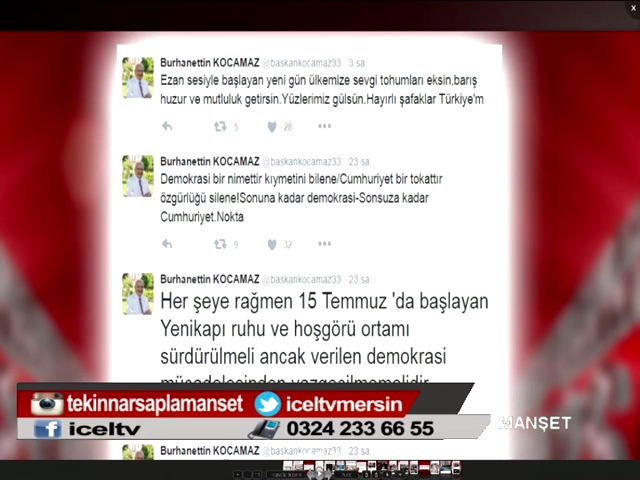 Burhanettin KOCAMAZ @baskankocamaz33 3 sa
Ezan sesiyle başlayan yeni gün ülkemize sevgi tohumları eksin,barış
huzur ve mutluluk getirsin.Yüzlerimiz gülsün.Hayırlı şafaklar Türkiye'm
5 28
Burhanettin KOCAMAZ @baskankocamaz33 23 sa
Demokrasi bir nimettir kıymetini bilene/Cumhuriyet bir tokattır
özgürlüğü silene!Sonuna kadar demokrasi-Sonsuza kadar
Cumhuriyet.Nokta
9 32
Burhanettin KOCAMAZ @baskankocamaz33 23 sa
Her şeye rağmen 15 Temmuz 'da başlayan
Yenikapı ruhu ve hoşgörü ortamı
sürdürülmeli ancak verilen demokrasi
mücadelesinden vazgeçilmemelidir
tekinnarsaplamanset iceltvmersin
iceltv 0324 233 66 55
MANŞET
Burhanettin KOCAMAZ @baskankocamaz33 23 sa